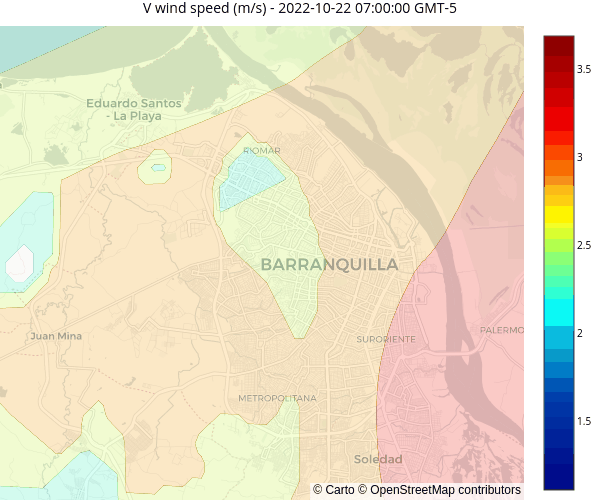 V wind speed (m/s) - 2022-10-22 07:00:00 GMT-5
Eduardo Santos
- La Playa
RIOMAR
BARRANQUILLA
Juan Mina
SURORIENTE
PALERMO
METROPOLITANA
Soledad
3.5
3
2.5
2
1.5
© Carto © OpenStreetMap contributors